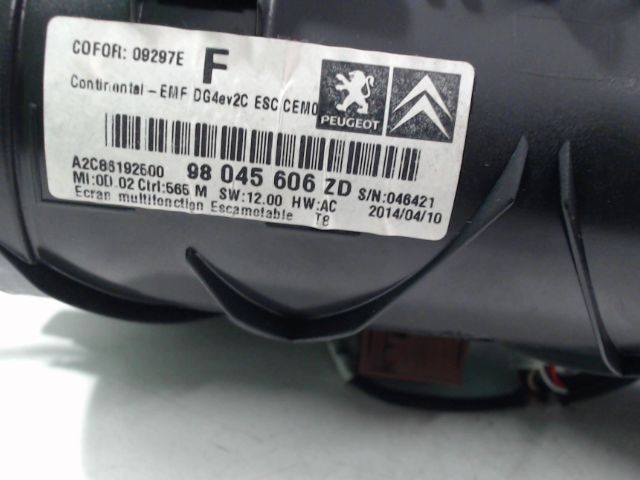 COFOR: 09297E F
Continental - EMF DG4ev2C ESC CEM0
PEUGEOT
A2C86192500 98 045 606 ZD S/N:046421
MI:00.02 Ctrl:565 M SW:12.00 HW:AC 2014/04/10
Ecran multifonction Escamotable T8